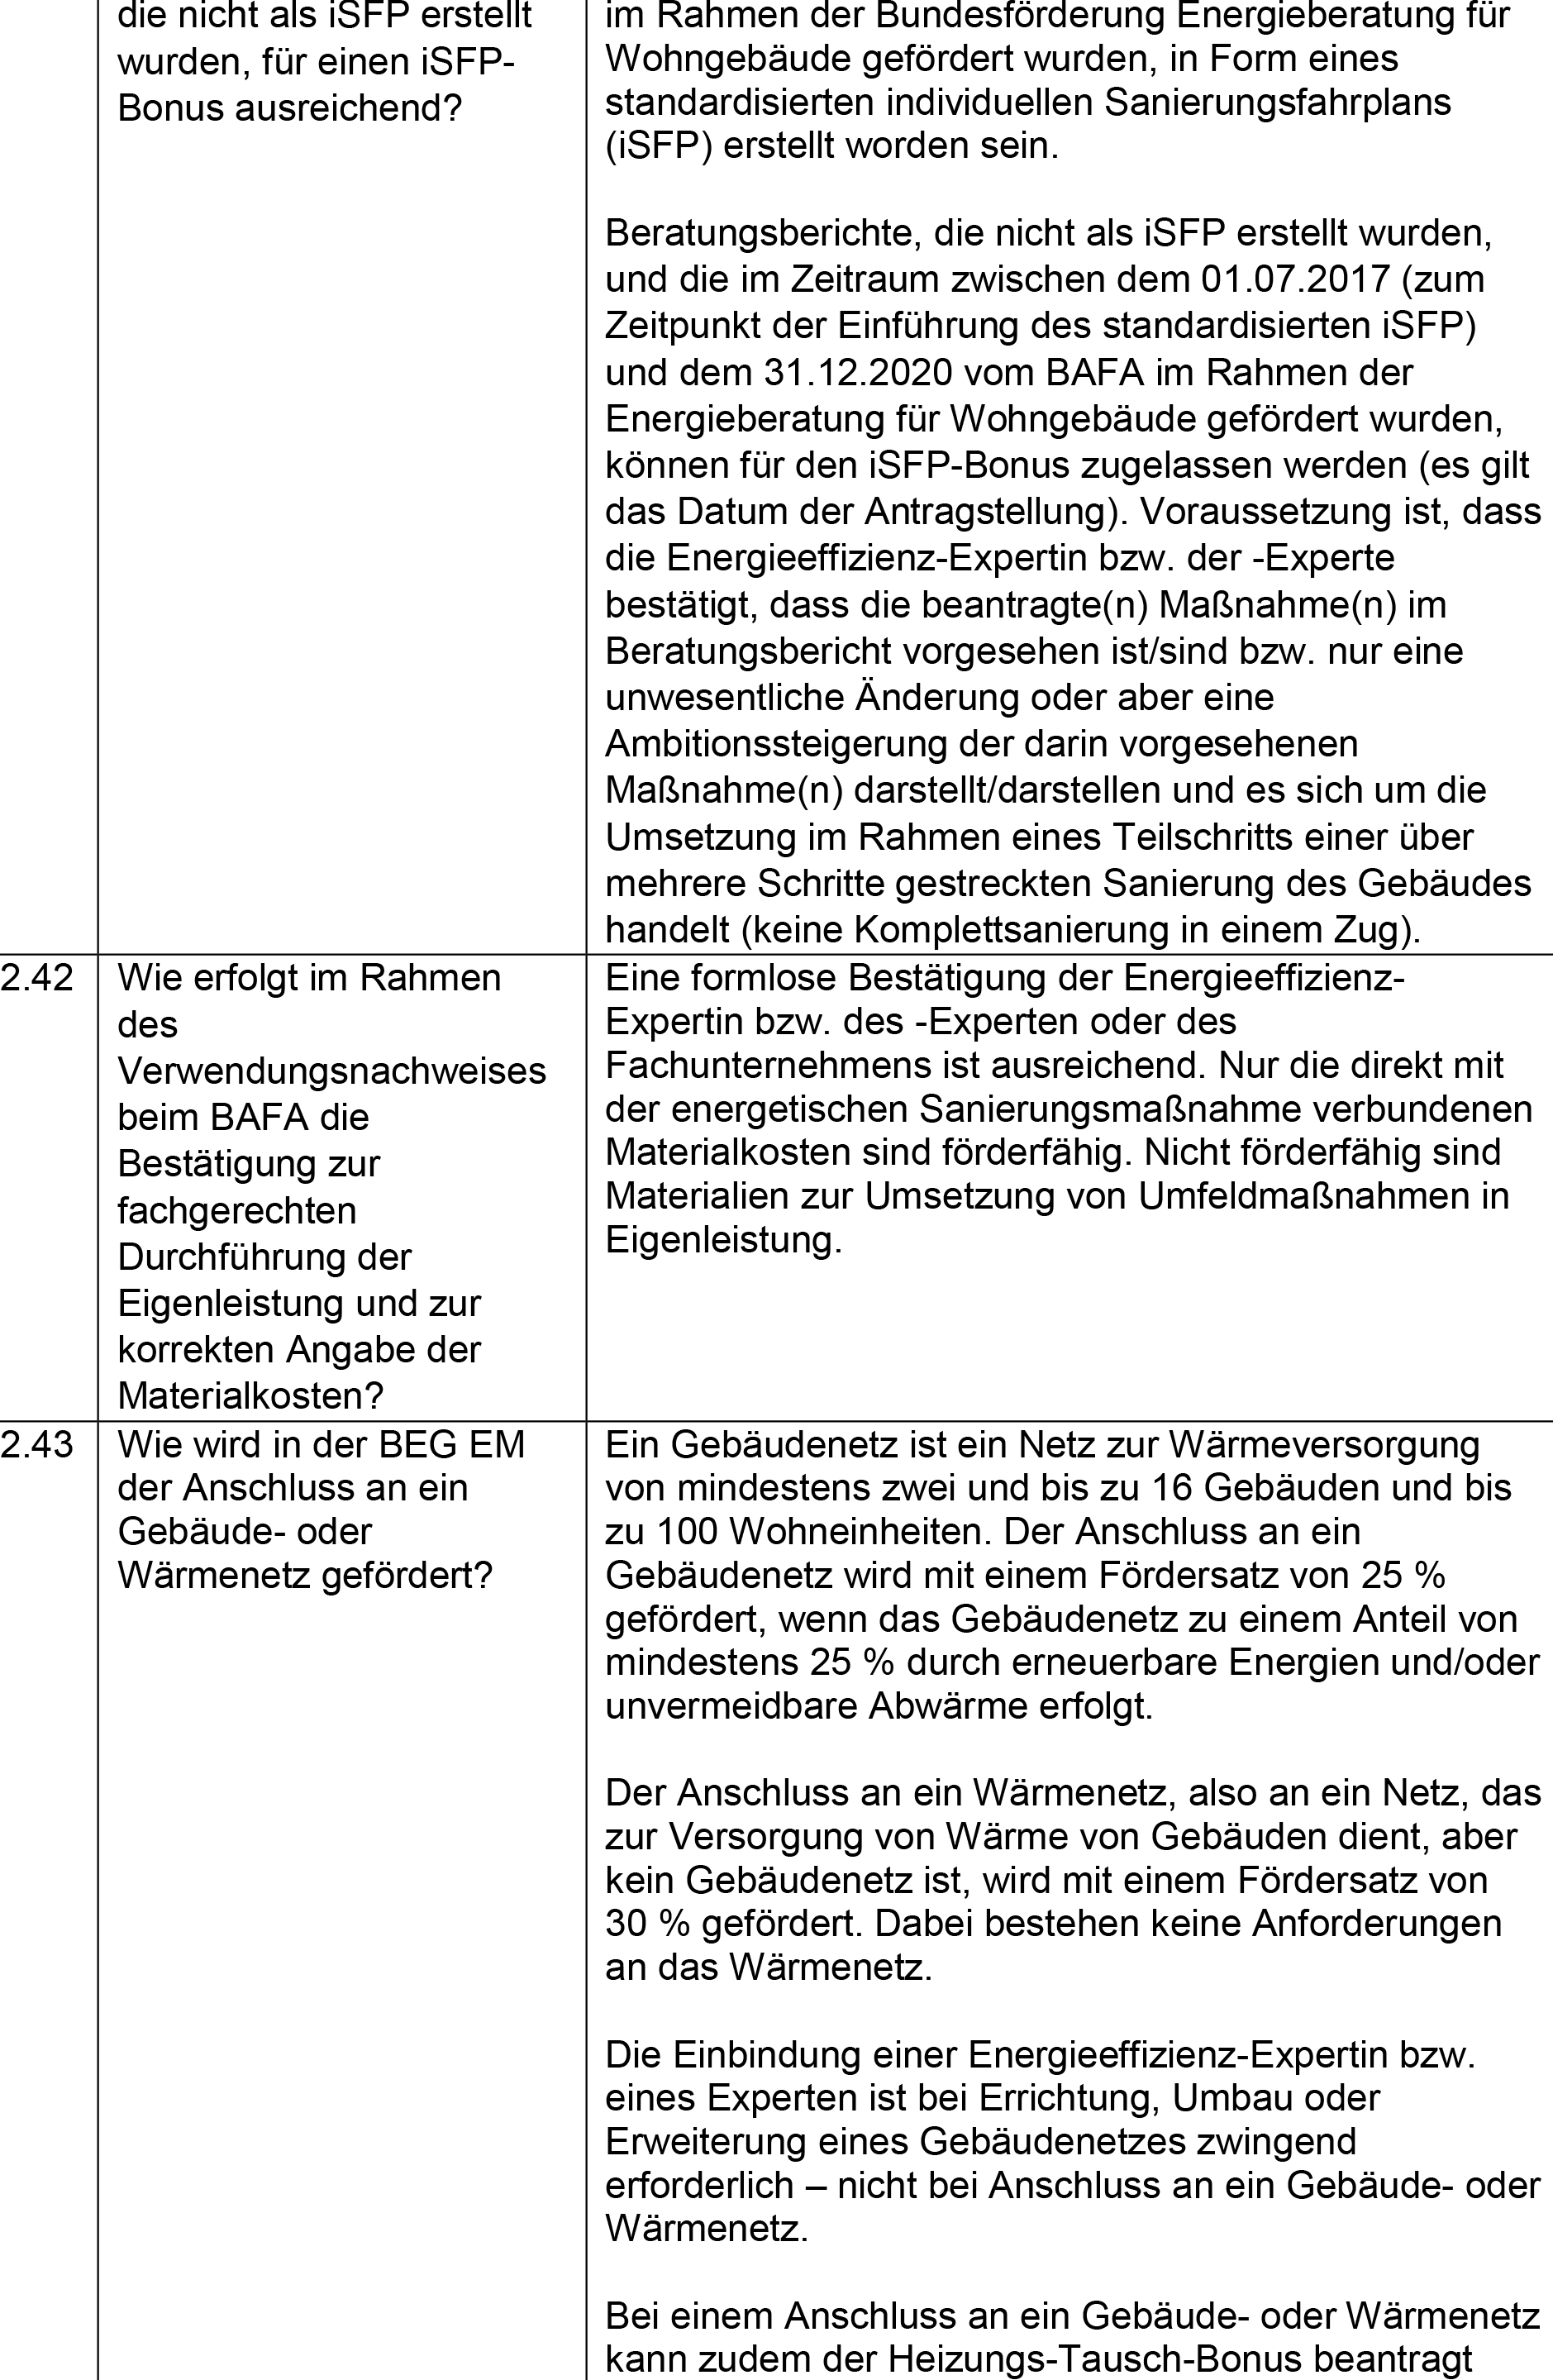 die nicht als iSFP erstellt
wurden, für einen iSFP-
Bonus ausreichend?
im Rahmen der Bundesförderung Energieberatung für
Wohngebäude gefördert wurden, in Form eines
standardisierten individuellen Sanierungsfahrplans
(iSFP) erstellt worden sein.
Beratungsberichte, die nicht als iSFP erstellt wurden,
und die im Zeitraum zwischen dem 01.07.2017 (zum
Zeitpunkt der Einführung des standardisierten iSFP)
und dem 31.12.2020 vom BAFA im Rahmen der
Energieberatung für Wohngebäude gefördert wurden,
können für den iSFP-Bonus zugelassen werden (es gilt
das Datum der Antragstellung). Voraussetzung ist, dass
die Energieeffizienz-Expertin bzw. der -Experte
bestätigt, dass die beantragte(n) Maßnahme(n) im
Beratungsbericht vorgesehen ist/sind bzw. nur eine
unwesentliche Änderung oder aber eine
Ambitionssteigerung der darin vorgesehenen
Maßnahme(n) darstellt/darstellen und es sich um die
Umsetzung im Rahmen eines Teilschritts einer über
mehrere Schritte gestreckten Sanierung des Gebäudes
handelt (keine Komplettsanierung in einem Zug).
2.42
Wie erfolgt im Rahmen
des
Verwendungsnachweises
beim BAFA die
Bestätigung zur
fachgerechten
Durchführung der
Eigenleistung und zur
korrekten Angabe der
Materialkosten?
Eine formlose Bestätigung der Energieeffizienz-
Expertin bzw. des -Experten oder des
Fachunternehmens ist ausreichend. Nur die direkt mit
der energetischen Sanierungsmaßnahme verbundenen
Materialkosten sind förderfähig. Nicht förderfähig sind
Materialien zur Umsetzung von Umfeldmaßnahmen in
Eigenleistung.
2.43
Wie wird in der BEG EM
der Anschluss an ein
Gebäude- oder
Wärmenetz gefördert?
Ein Gebäudenetz ist ein Netz zur Wärmeversorgung
von mindestens zwei und bis zu 16 Gebäuden und bis
zu 100 Wohneinheiten. Der Anschluss an ein
Gebäudenetz wird mit einem Fördersatz von 25 %
gefördert, wenn das Gebäudenetz zu einem Anteil von
mindestens 25 % durch erneuerbare Energien und/oder
unvermeidbare Abwärme erfolgt.
Der Anschluss an ein Wärmenetz, also an ein Netz, das
zur Versorgung von Wärme von Gebäuden dient, aber
kein Gebäudenetz ist, wird mit einem Fördersatz von
30 % gefördert. Dabei bestehen keine Anforderungen
an das Wärmenetz.
Die Einbindung einer Energieeffizienz-Expertin bzw.
eines Experten ist bei Errichtung, Umbau oder
Erweiterung eines Gebäudenetzes zwingend
erforderlich – nicht bei Anschluss an ein Gebäude- oder
Wärmenetz.
Bei einem Anschluss an ein Gebäude- oder Wärmenetz
kann zudem der Heizungs-Tausch-Bonus beantragt